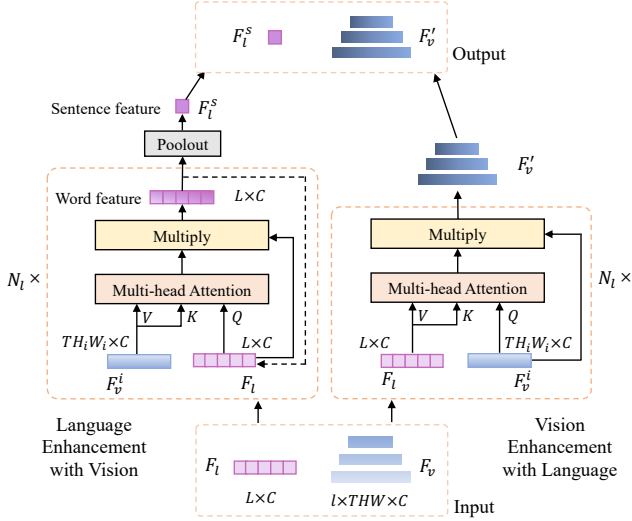 F_l^s
F_v′
Output
Sentence feature
F_l^s
Poolout
F_v′
Word feature
L×C
Multiply
Multiply
N_l ×
N_l ×
Multi-head Attention
Multi-head Attention
V
K
Q
V
K
Q
TH_iW_i×C
L×C
L×C
TH_iW_i×C
F_v^i
F_l
F_l
F_v^i
Language
Enhancement
with Vision
Vision
Enhancement
with Language
F_l
F_v
L×C
l×THW×C
Input